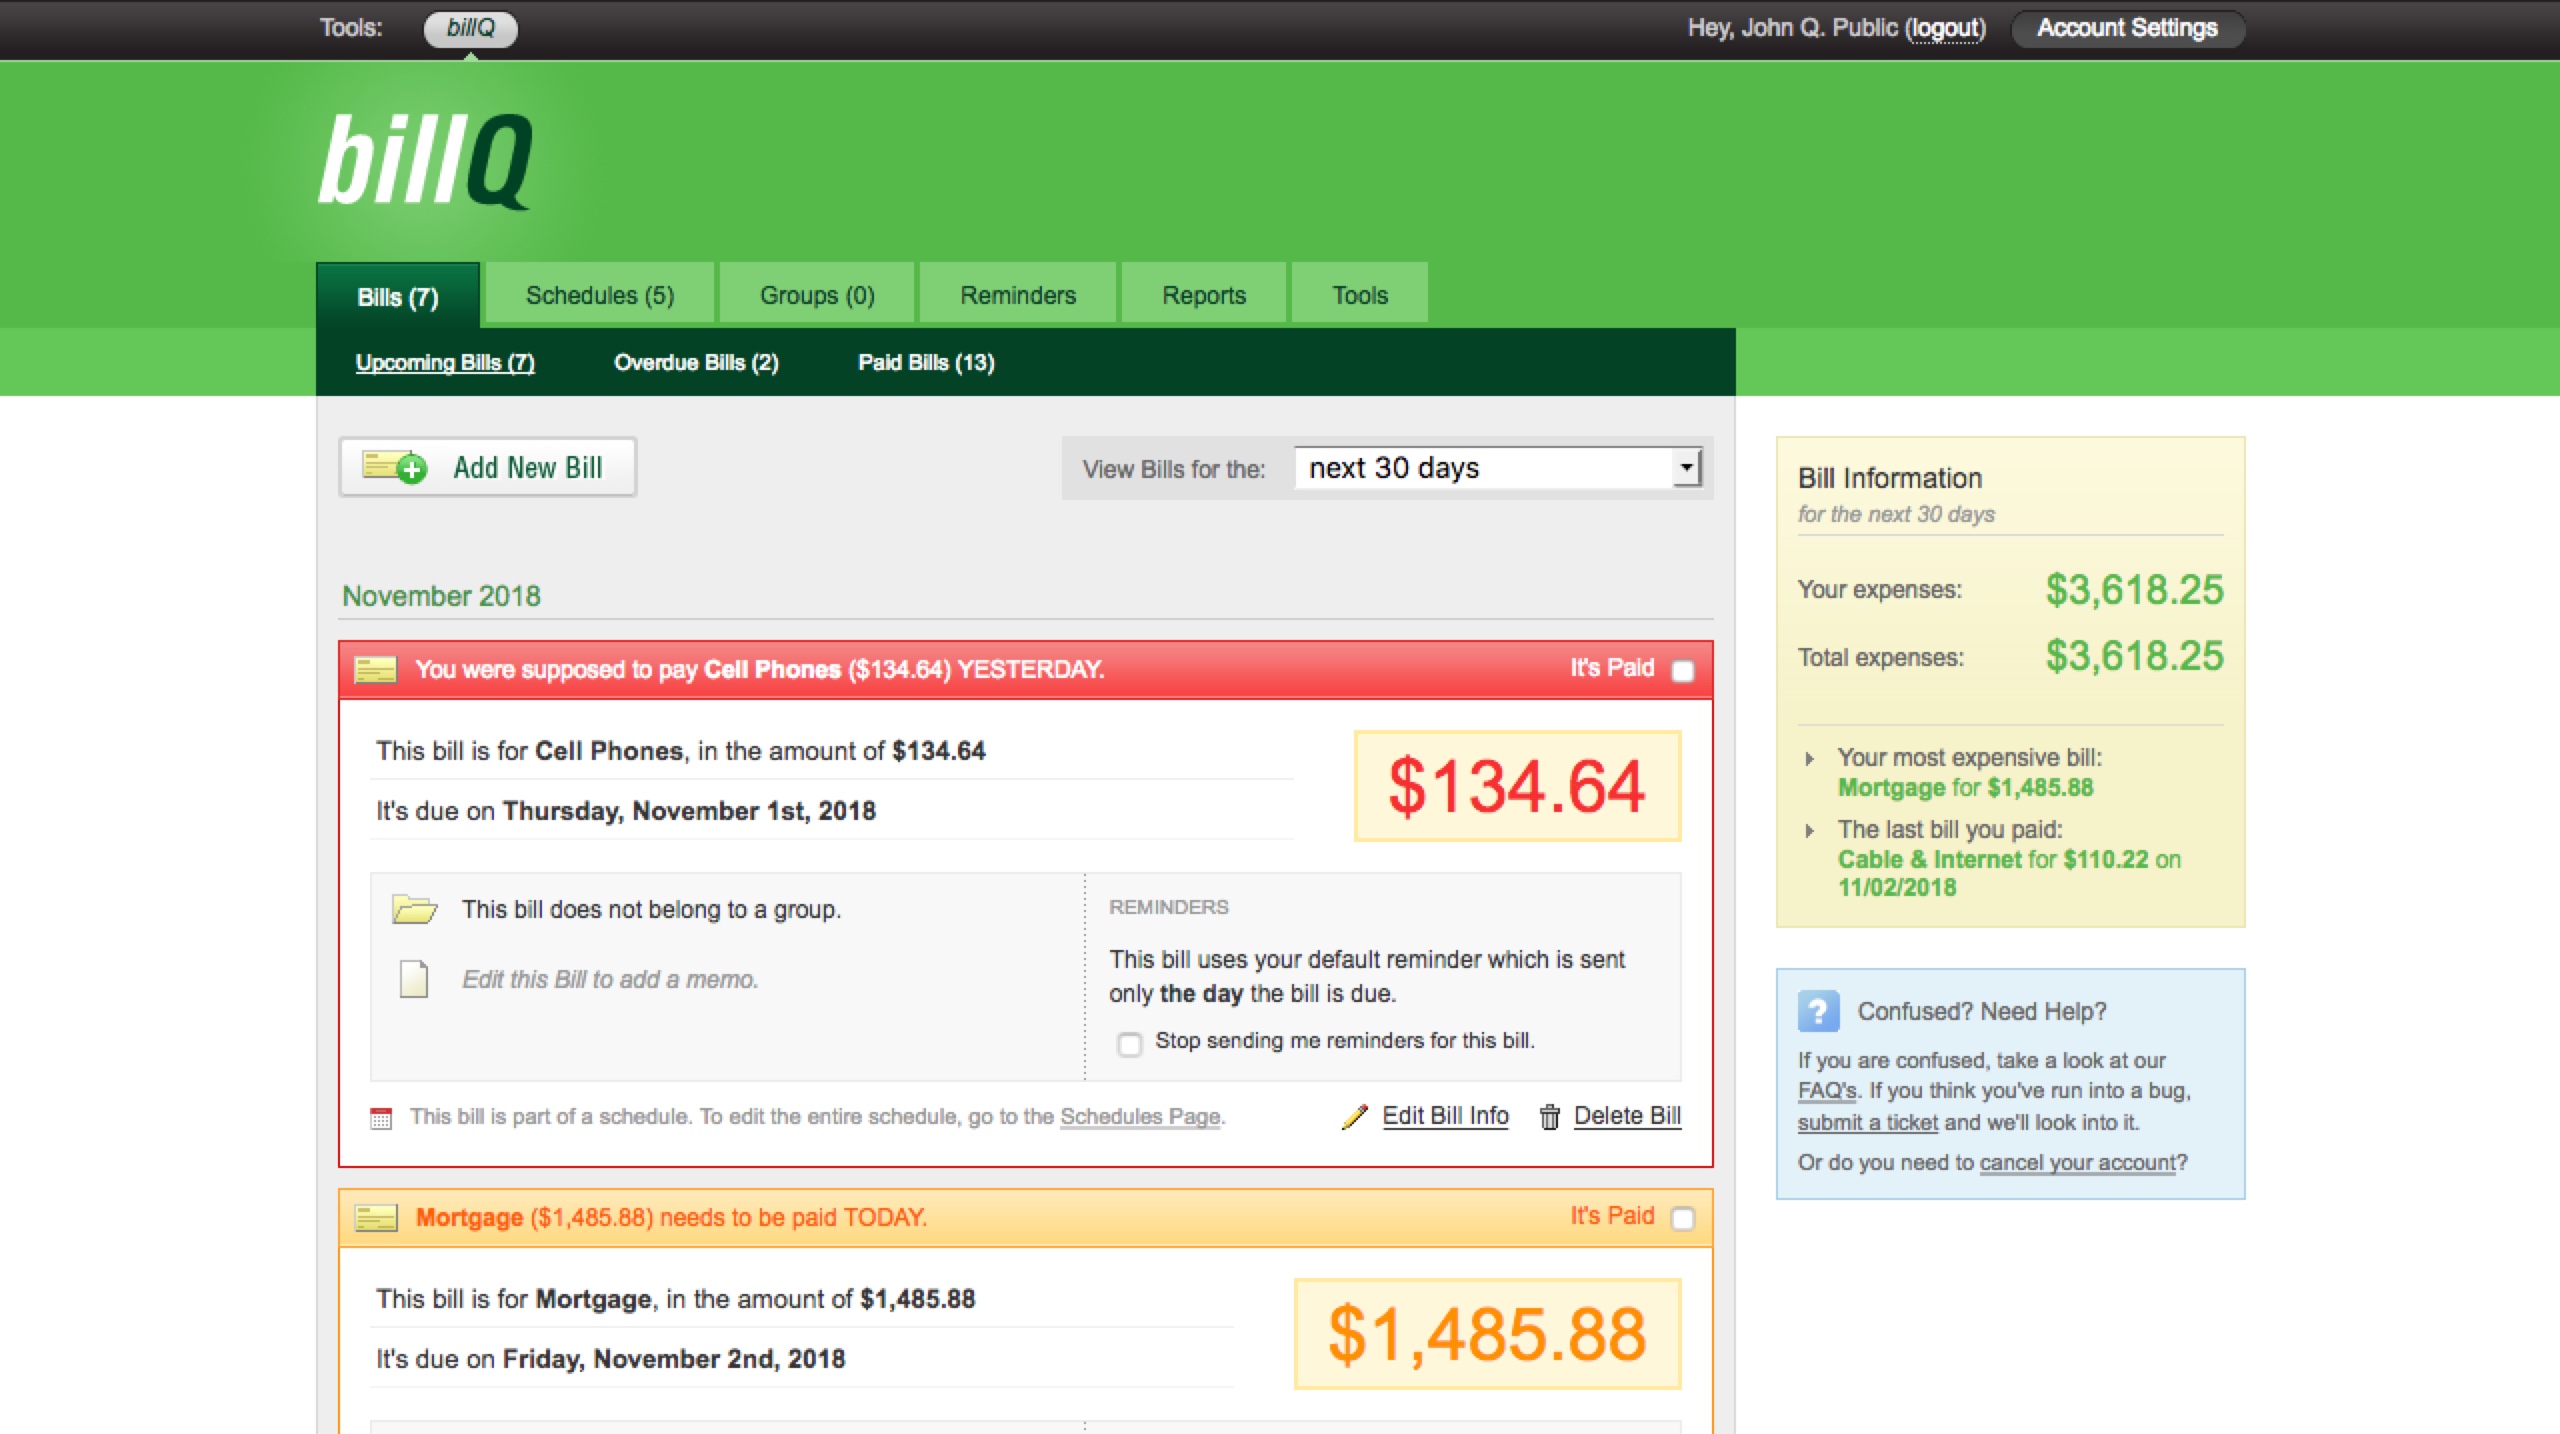 Tools: billQ Hey, John Q. Public (logout) Account Settings
billQ
Bills (7) Schedules (5) Groups (0) Reminders Reports Tools
Upcoming Bills (7) Overdue Bills (2) Paid Bills (13)
Add New Bill View Bills for the: next 30 days
November 2018
You were supposed to pay Cell Phones ($134.64) YESTERDAY. It's Paid
This bill is for Cell Phones, in the amount of $134.64
It's due on Thursday, November 1st, 2018
$134.64
This bill does not belong to a group.
Edit this Bill to add a memo.
REMINDERS
This bill uses your default reminder which is sent
only the day the bill is due.
Stop sending me reminders for this bill.
This bill is part of a schedule. To edit the entire schedule, go to the Schedules Page. Edit Bill Info Delete Bill
Mortgage ($1,485.88) needs to be paid TODAY. It's Paid
This bill is for Mortgage, in the amount of $1,485.88
It's due on Friday, November 2nd, 2018
$1,485.88
Bill Information
for the next 30 days
Your expenses: $3,618.25
Total expenses: $3,618.25
Your most expensive bill:
Mortgage for $1,485.88
The last bill you paid:
Cable & Internet for $110.22 on
11/02/2018
? Confused? Need Help?
If you are confused, take a look at our
FAQ's. If you think you've run into a bug,
submit a ticket and we'll look into it.
Or do you need to cancel your account?